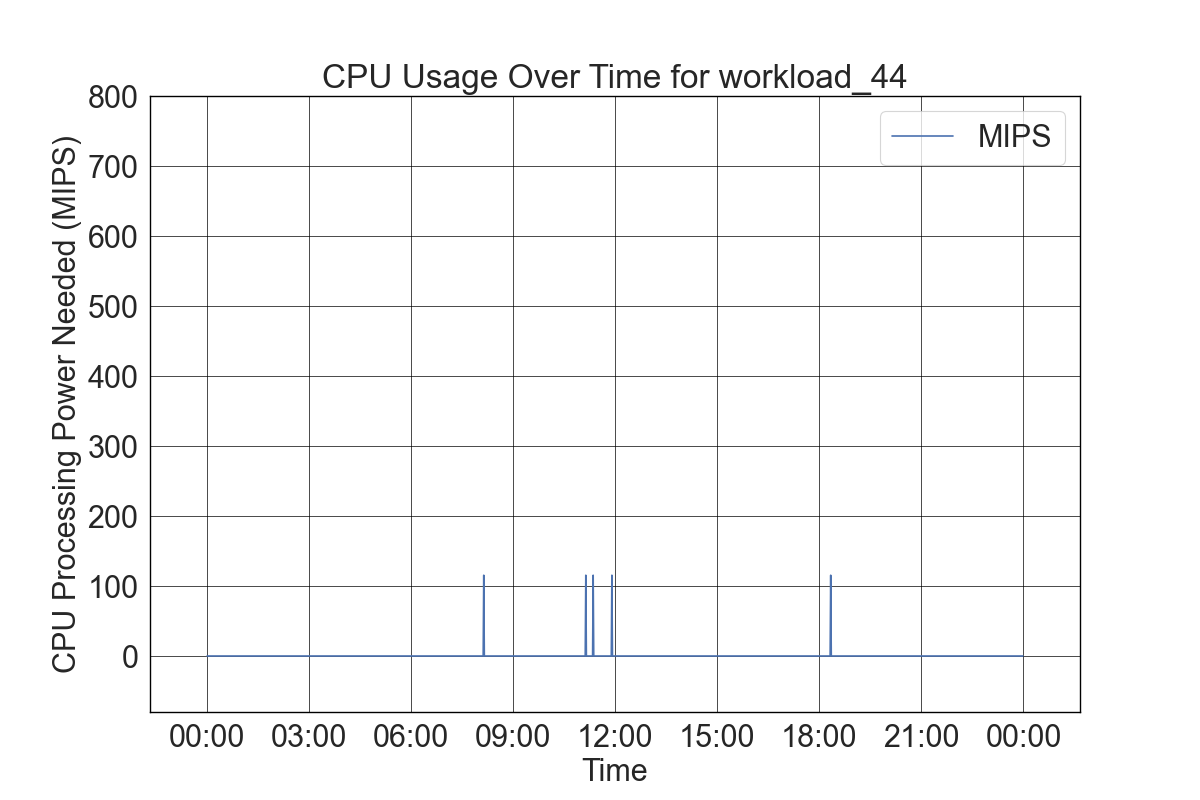 CPU Usage Over Time for workload_44
MIPS
CPU Processing Power Needed (MIPS)
800
700
600
500
400
300
200
100
0
00:00 03:00 06:00 09:00 12:00 15:00 18:00 21:00 00:00
Time